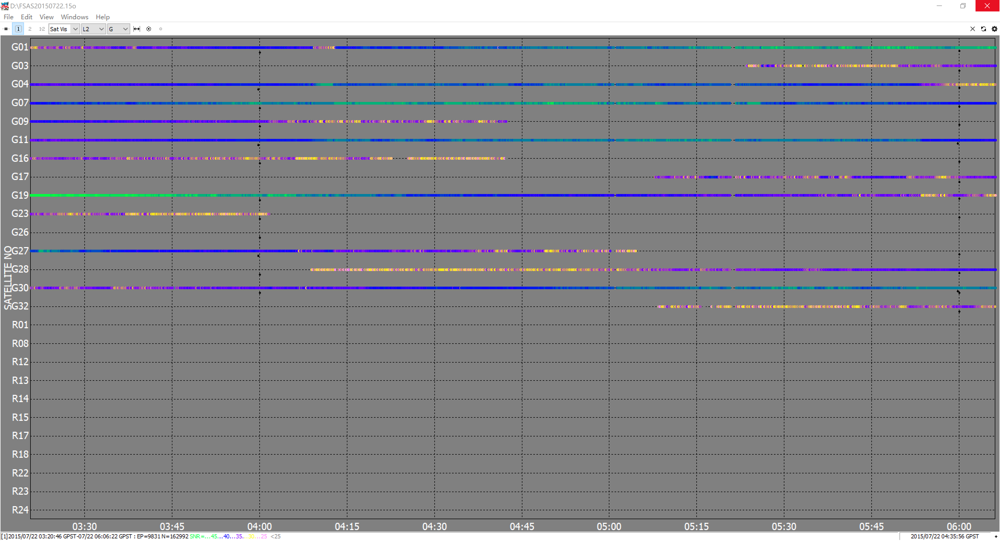 D:\FSAS20150722.15o
File Edit View Windows Help
1 2 1-2 Sat Vis L2 G
G01
G03
G04
G07
G09
G11
G16
G17
G19
G23
G26
G27
G28
G30
G32
R01
R08
R12
R13
R14
R15
R17
R18
R22
R23
R24
SATELLITE NO
03:30 03:45 04:00 04:15 04:30 04:45 05:00 05:15 05:30 05:45 06:00
[1]2015/07/22 03:20:46 GPST-07/22 06:06:22 GPST : EP=9831 N=162992 SNR=...45...40...35...30...25 <25 2015/07/22 04:35:56 GPST